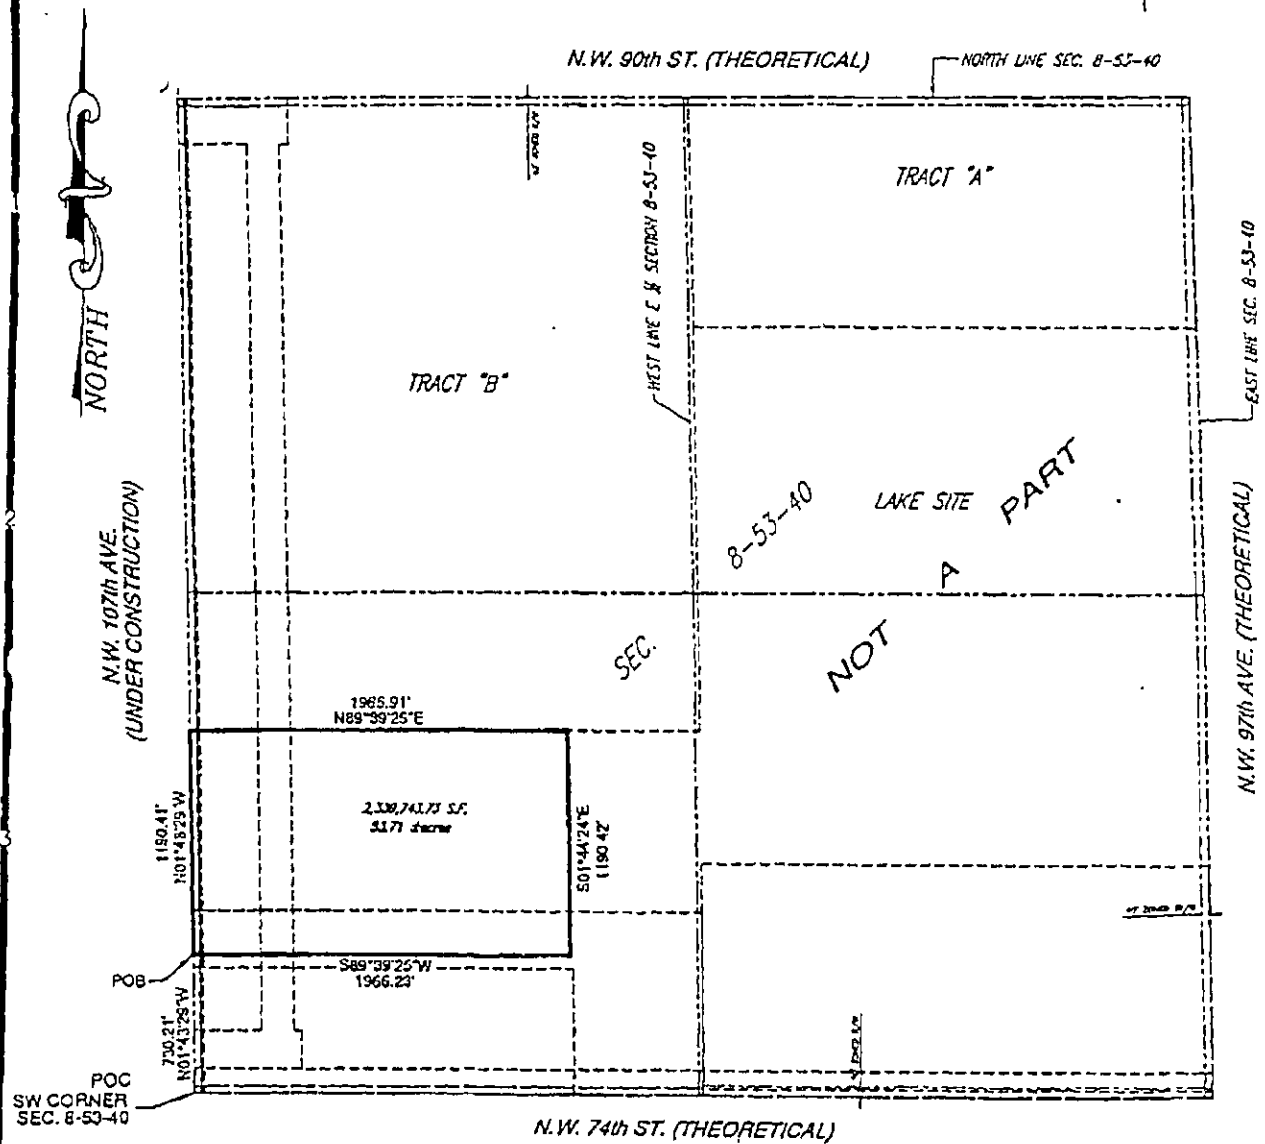 N.W. 90th ST. (THEORETICAL)
NORTH LINE SEC. 8-53-40
TRACT "A"
WEST LINE E ½ SECTION 8-53-40
EAST LINE SEC. 8-53-40
NORTH
TRACT "B"
8-53-40
LAKE SITE
PART
A
NOT
SEC.
N.W. 107th AVE.
(UNDER CONSTRUCTION)
N.W. 97th AVE. (THEORETICAL)
1965.91'
N89°39'25"E
1190.41'
N01°43'29"W
S.F.
53.71
S01°44'24"E
1190.42'
POB
S89°39'25"W
1966.23'
730.21'
N01°43'29"W
POC
SW CORNER
SEC. 8-53-40
N.W. 74th ST. (THEORETICAL)